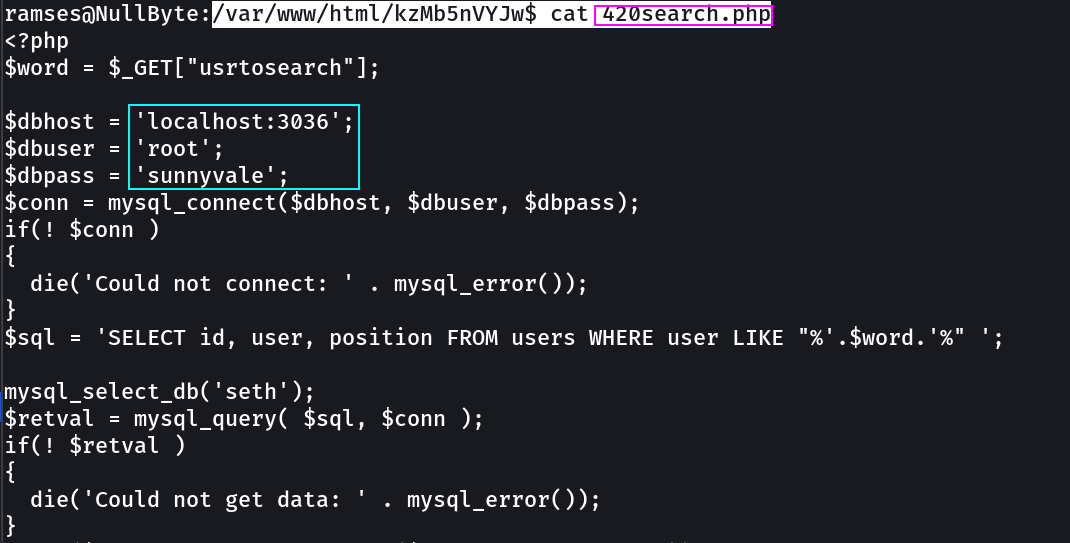 ramses@NullByte:/var/www/html/kzMb5nVYJw$ cat 420search.php
<?php
$word = $_GET["usrtosearch"];
$dbhost = 'localhost:3036';
$dbuser = 'root';
$dbpass = 'sunnyvale';
$conn = mysql_connect($dbhost, $dbuser, $dbpass);
if(! $conn )
{
  die('Could not connect: ' . mysql_error());
}
$sql = 'SELECT id, user, position FROM users WHERE user LIKE "%'.$word.'%" ';
mysql_select_db('seth');
$retval = mysql_query( $sql, $conn );
if(! $retval )
{
  die('Could not get data: ' . mysql_error());
}